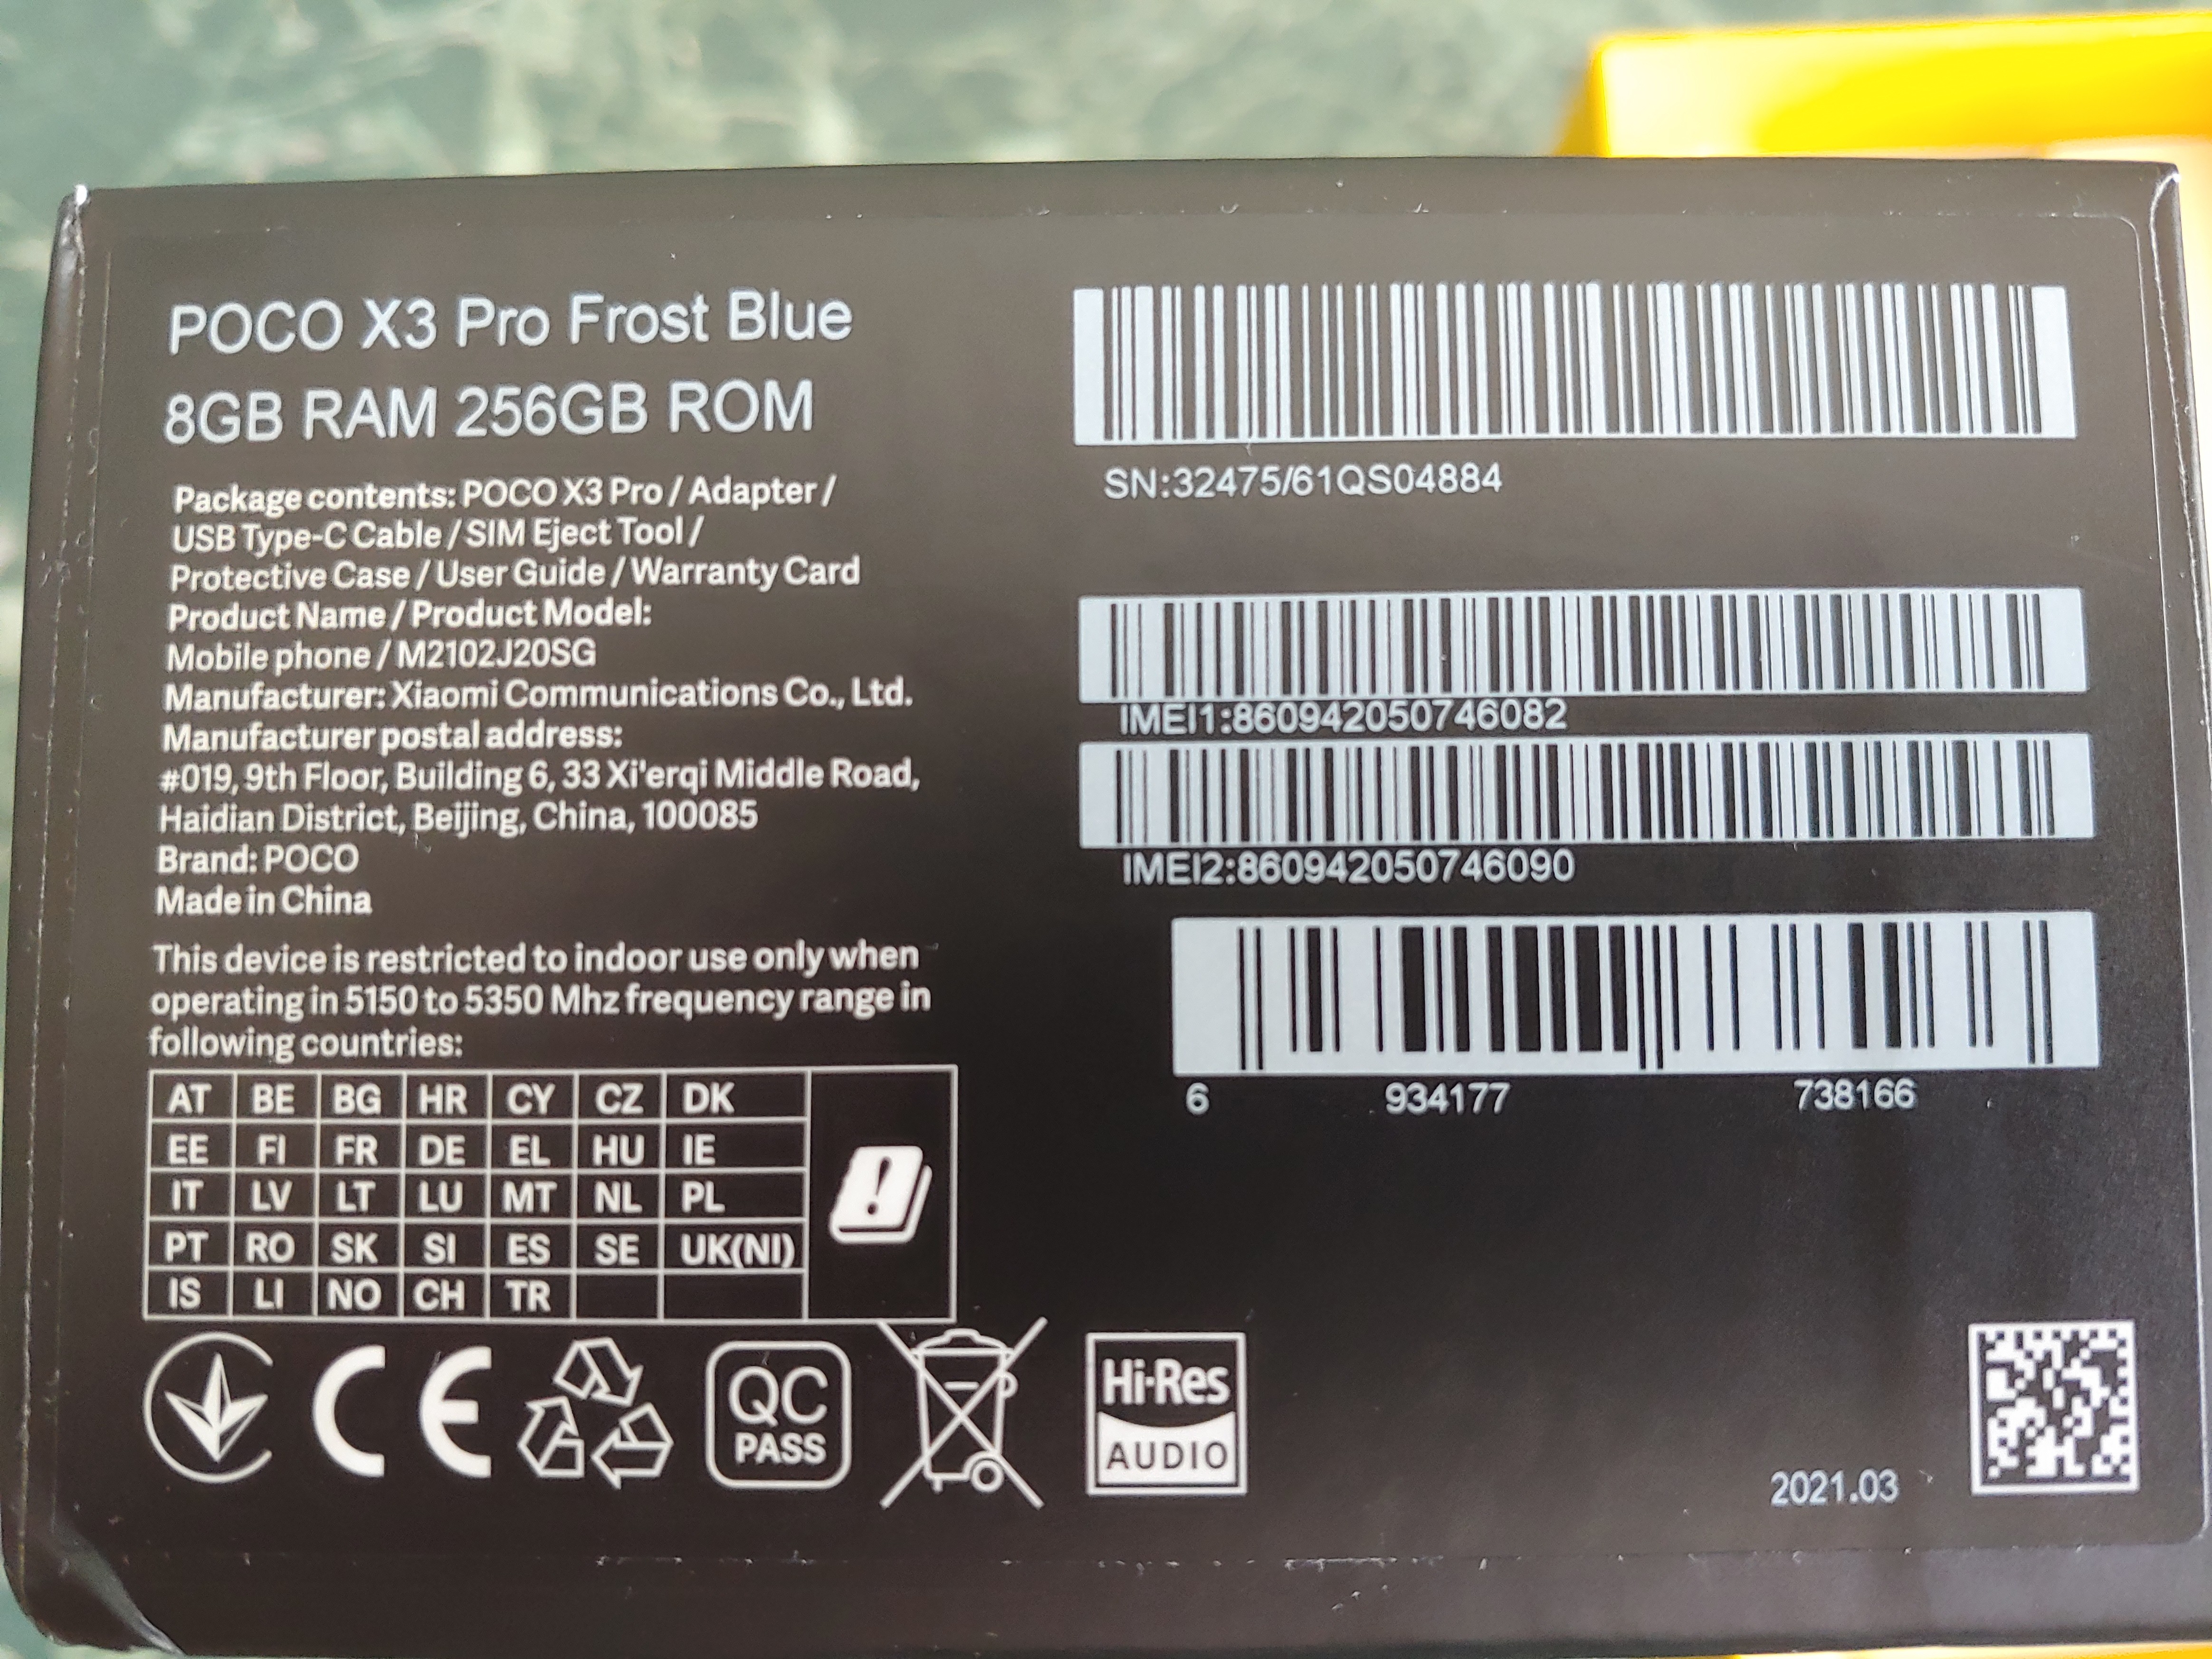 POCO X3 Pro Frost Blue
8GB RAM 256GB ROM
Package contents: POCO X3 Pro / Adapter /
USB Type-C Cable / SIM Eject Tool /
Protective Case / User Guide / Warranty Card
Product Name / Product Model:
Mobile phone / M2102J20SG
Manufacturer: Xiaomi Communications Co., Ltd.
Manufacturer postal address:
#019, 9th Floor, Building 6, 33 Xi'erqi Middle Road,
Haidian District, Beijing, China, 100085
Brand: POCO
Made in China
This device is restricted to indoor use only when
operating in 5150 to 5350 Mhz frequency range in
following countries:
AT BE BG HR CY CZ DK
EE FI FR DE EL HU IE
IT LV LT LU MT NL PL
PT RO SK SI ES SE UK(NI)
IS LI NO CH TR
CE
QC
PASS
Hi-Res
AUDIO
SN:32475/61QS04884
IMEI1:860942050746082
IMEI2:860942050746090
6 934177 738166
2021.03